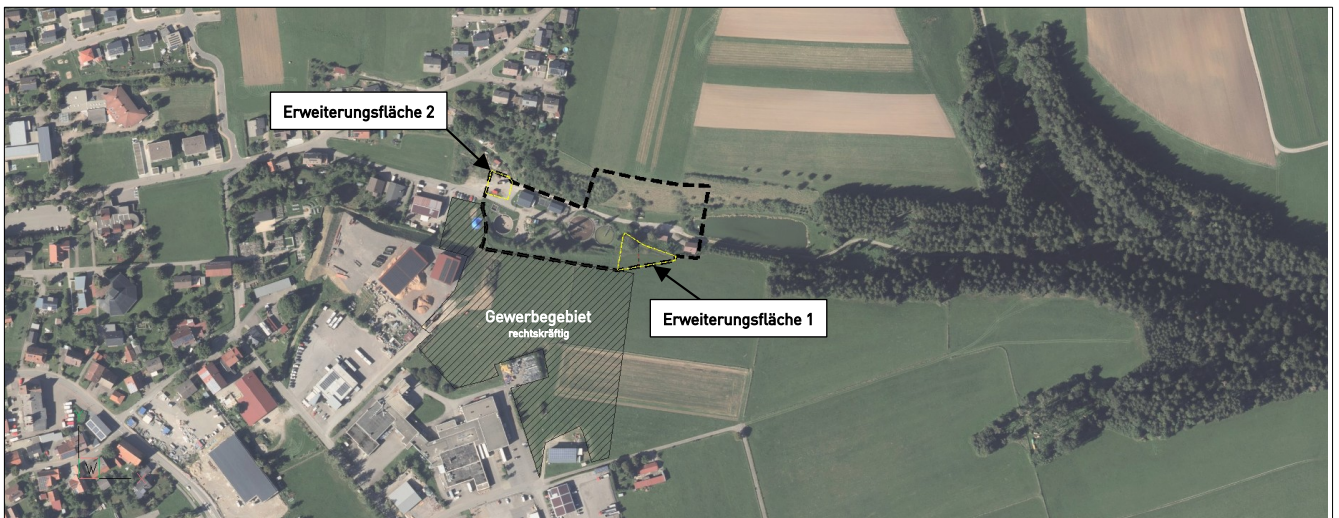 Erweiterungsfläche 2
Gewerbegebiet
rechtskräftig
Erweiterungsfläche 1
W